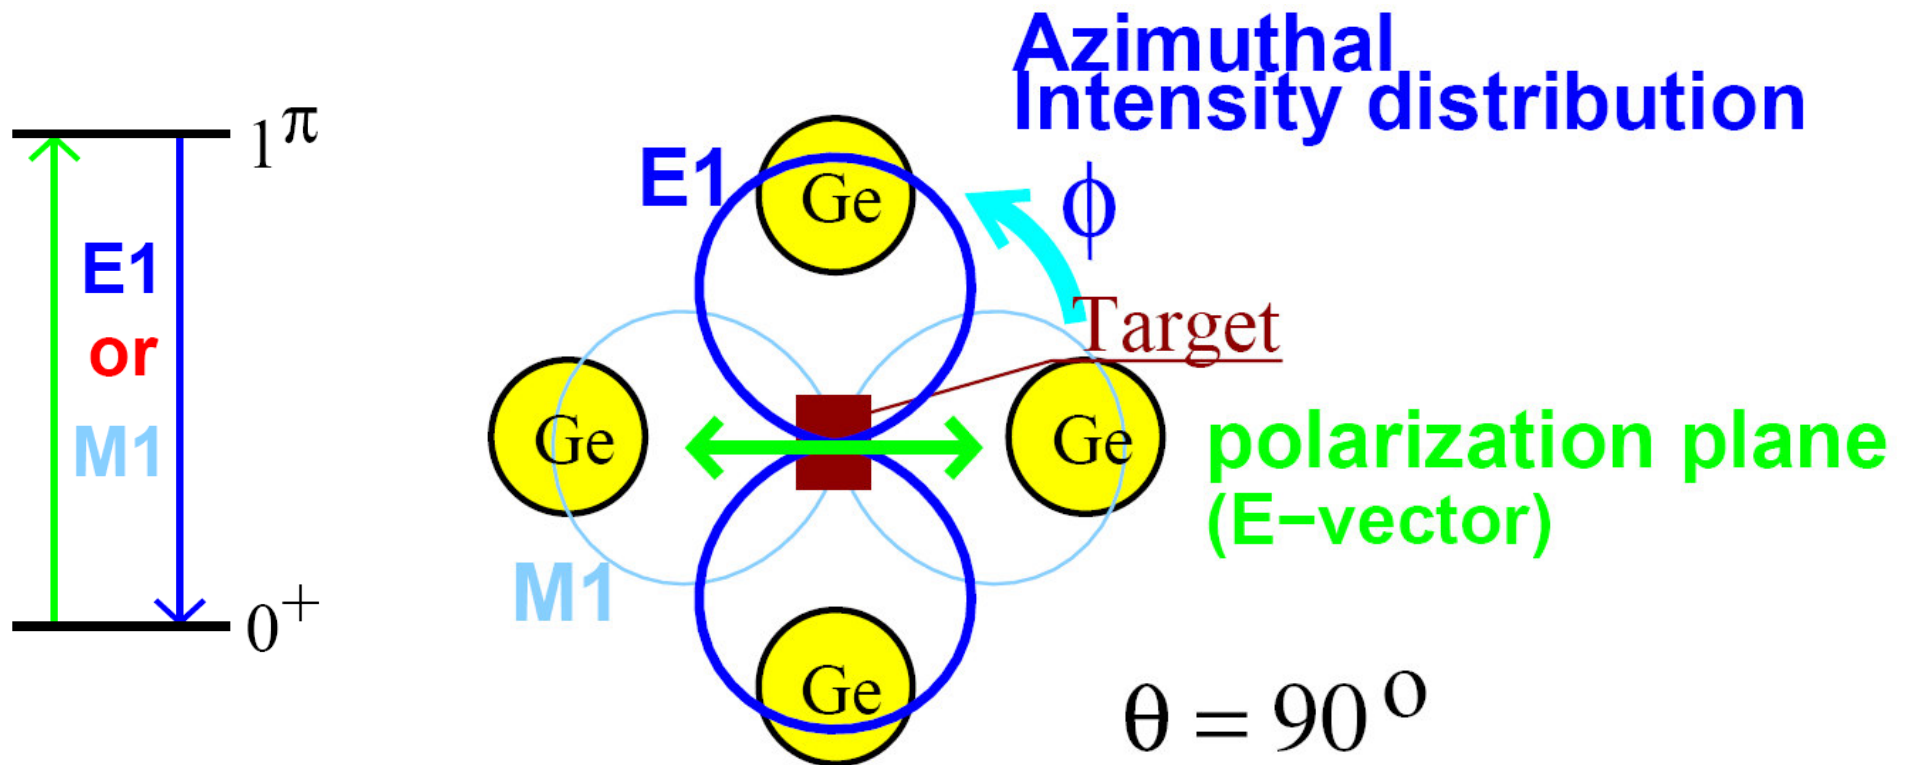 1π
E1
or
M1
0+
Azimuthal
Intensity distribution
E1
Ge
ϕ
Target
Ge
Ge
polarization plane
(E−vector)
M1
Ge
θ = 90°